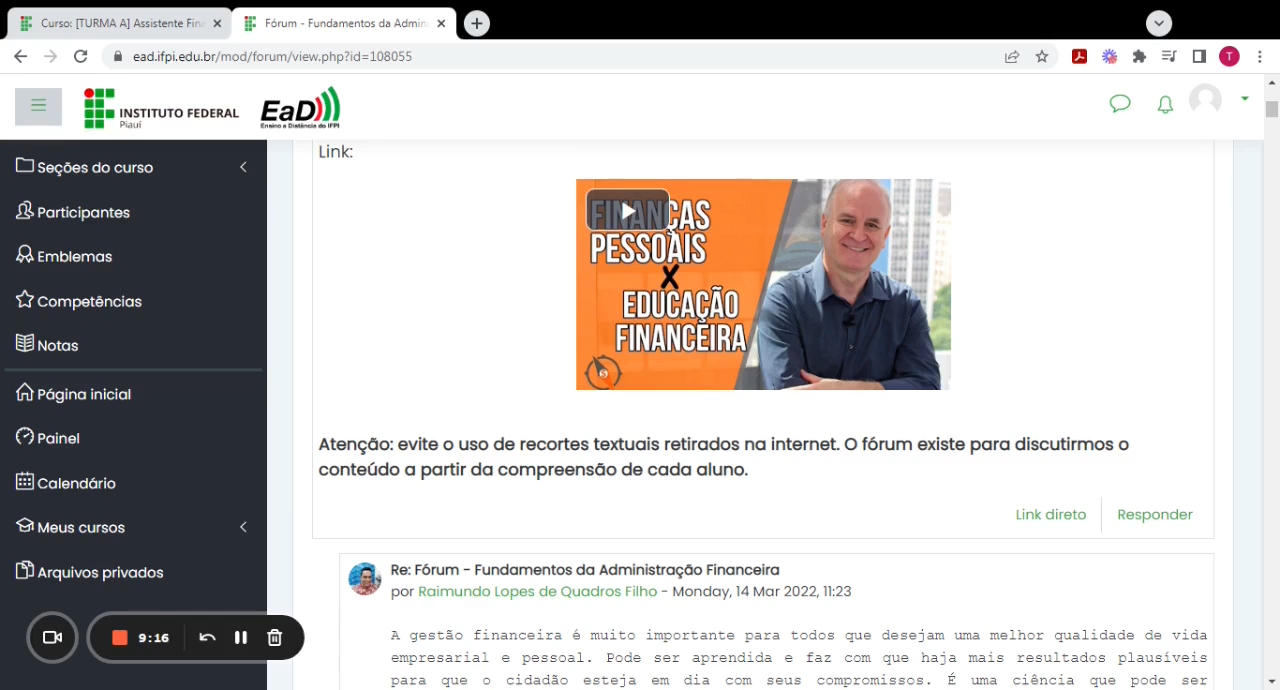 Curso: [TURMA A] Assistente Fina
Fórum - Fundamentos da Admin
ead.ifpi.edu.br/mod/forum/view.php?id=108055
T
INSTITUTO FEDERAL
Piauí
EaD
Ensino a Distância do IFPI
Seções do curso
Participantes
Emblemas
Competências
Notas
Página inicial
Painel
Calendário
Meus cursos
Arquivos privados
9:16
Link:
FINANÇAS
PESSOAIS
X
EDUCAÇÃO
FINANCEIRA
Atenção: evite o uso de recortes textuais retirados na internet. O fórum existe para discutirmos o
conteúdo a partir da compreensão de cada aluno.
Link direto
Responder
Re: Fórum - Fundamentos da Administração Financeira
por Raimundo Lopes de Quadros Filho - Monday, 14 Mar 2022, 11:23
A gestão financeira é muito importante para todos que desejam uma melhor qualidade de vida
empresarial e pessoal. Pode ser aprendida e faz com que haja mais resultados plausíveis
para que o cidadão esteja em dia com seus compromissos. É uma ciência que pode ser